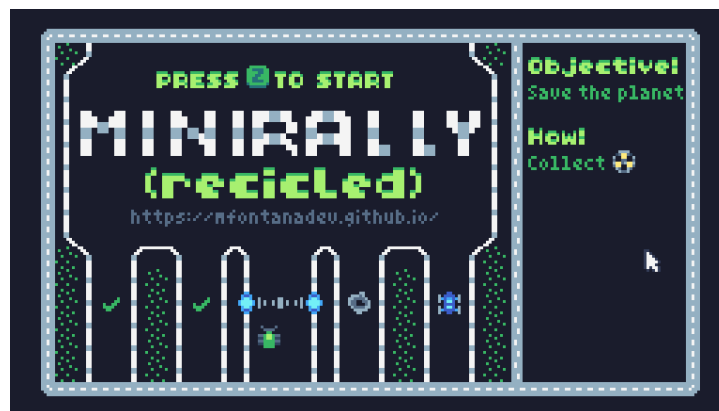 PRESS Z TO START
MINIRALLY
(recicled)
https://mfontanadev.github.io/
Objective!
Save the planet
How!
Collect